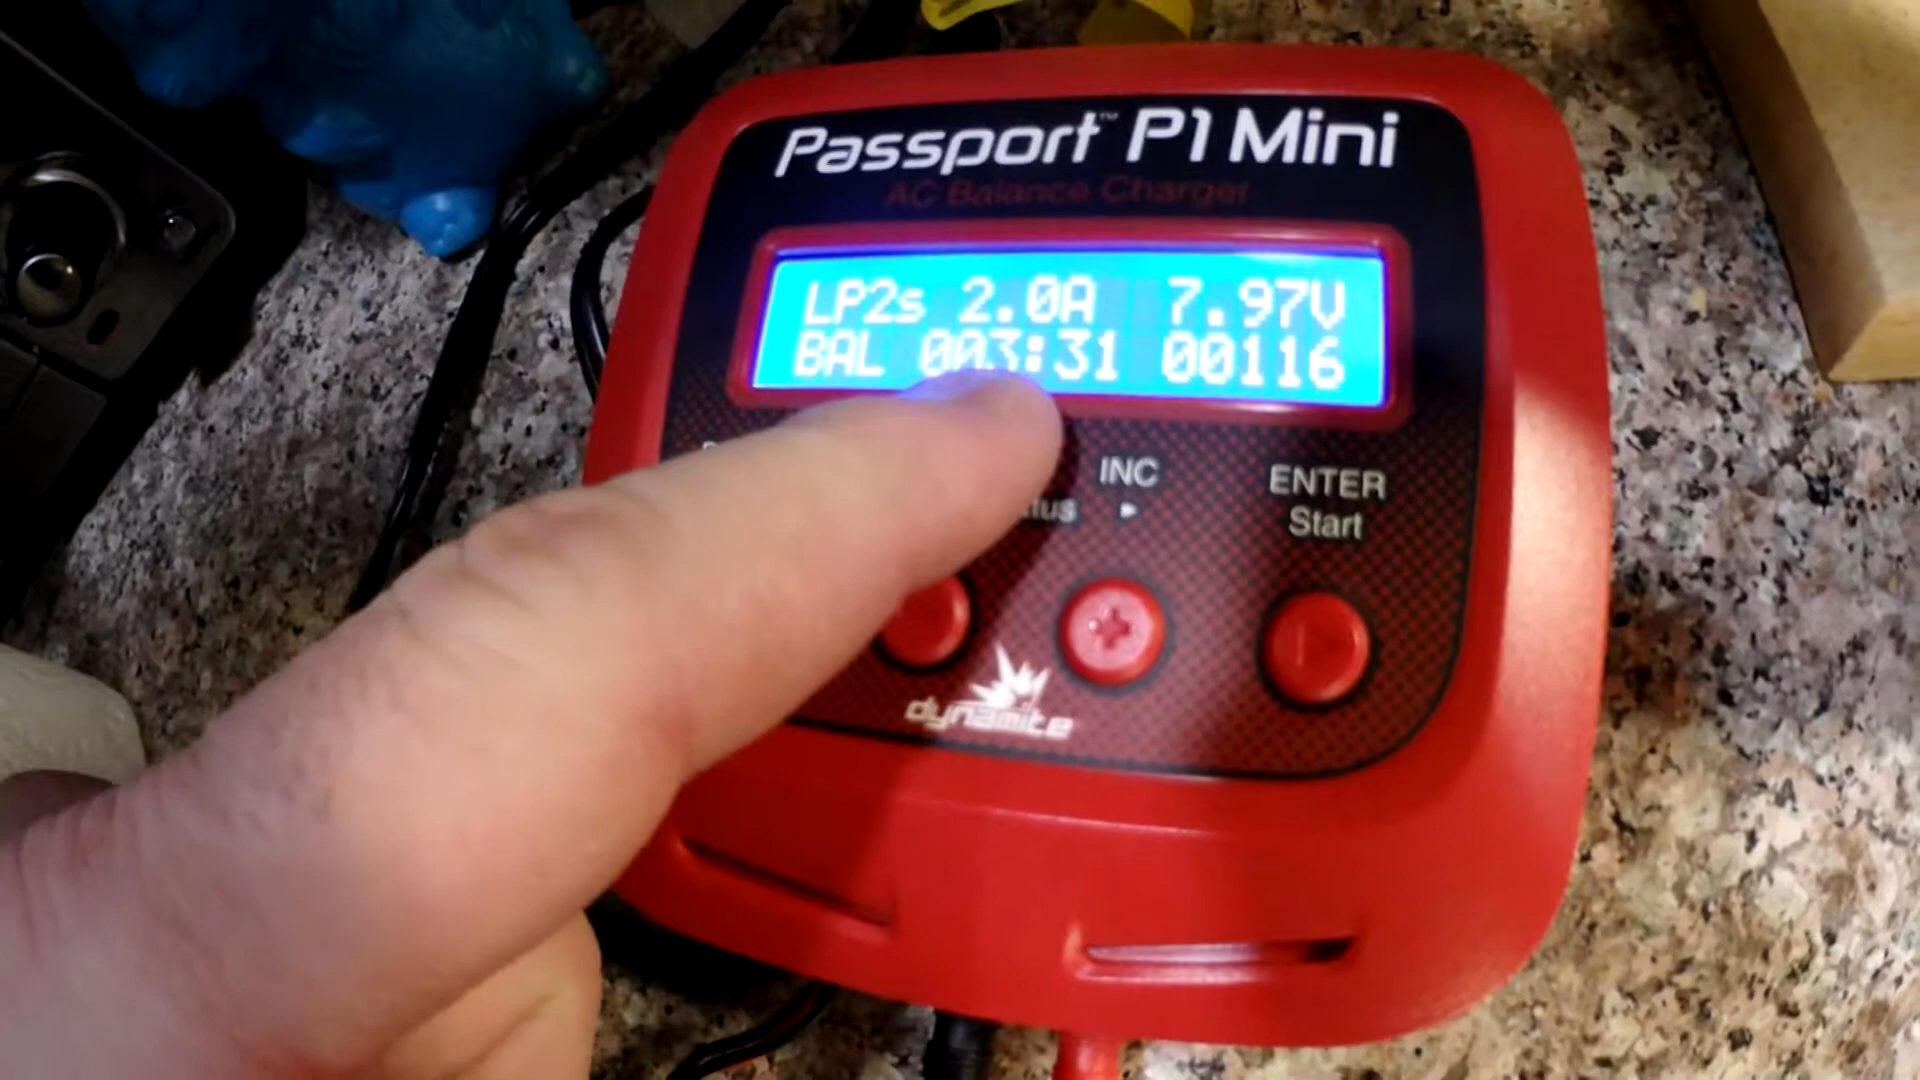 Passport™ P1 Mini
AC Balance Charger
LP2s 2.0A 7.97V
BAL 003:31 00116
INC
ENTER
▶
Start
dynamite